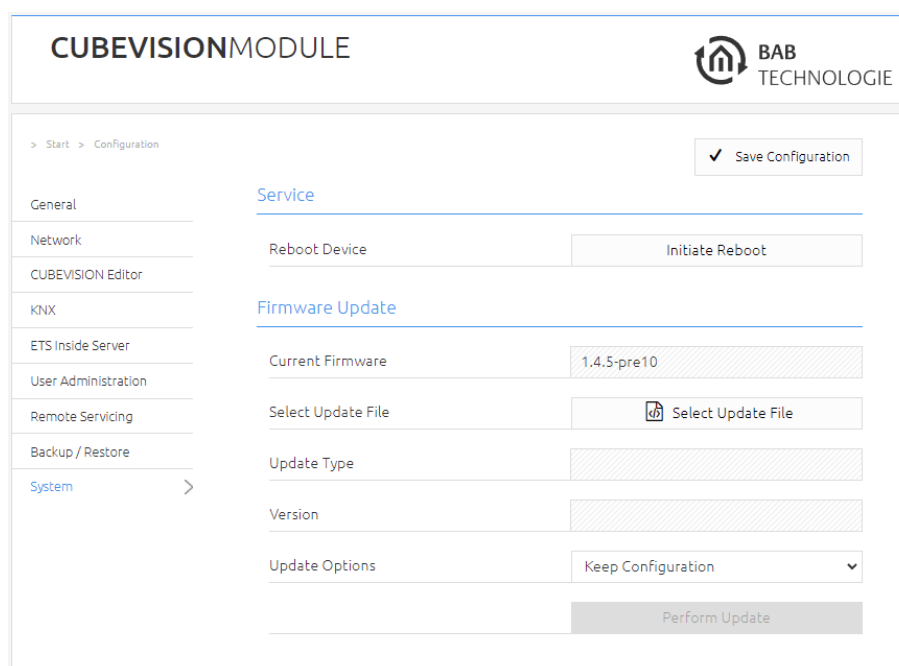 CUBEVISIONMODULE
BAB
TECHNOLOGIE
> Start > Configuration
Save Configuration
General
Network
CUBEVISION Editor
KNX
ETS Inside Server
User Administration
Remote Servicing
Backup / Restore
System
Service
Reboot Device
Initiate Reboot
Firmware Update
Current Firmware
1.4.5-pre10
Select Update File
Select Update File
Update Type
Version
Update Options
Keep Configuration
Perform Update